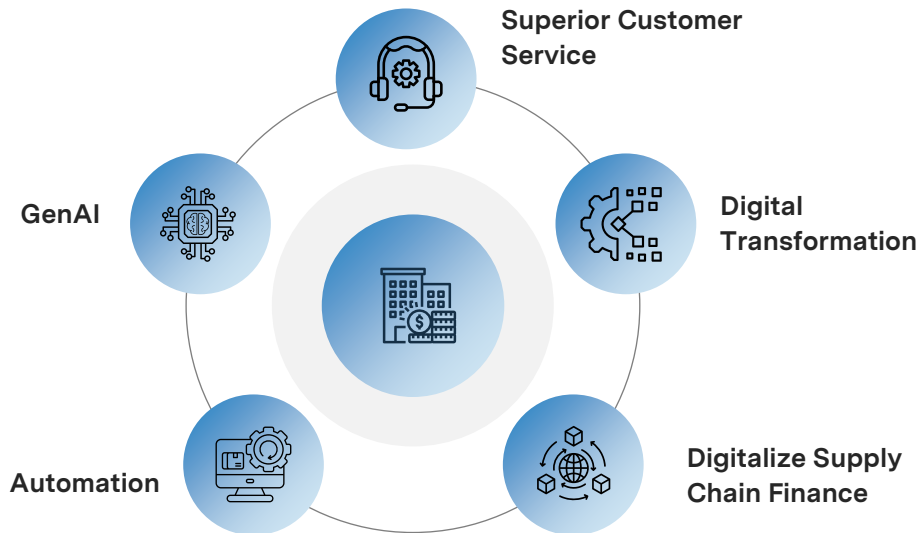 Superior Customer
Service
GenAI
Digital
Transformation
Automation
Digitalize Supply
Chain Finance
$